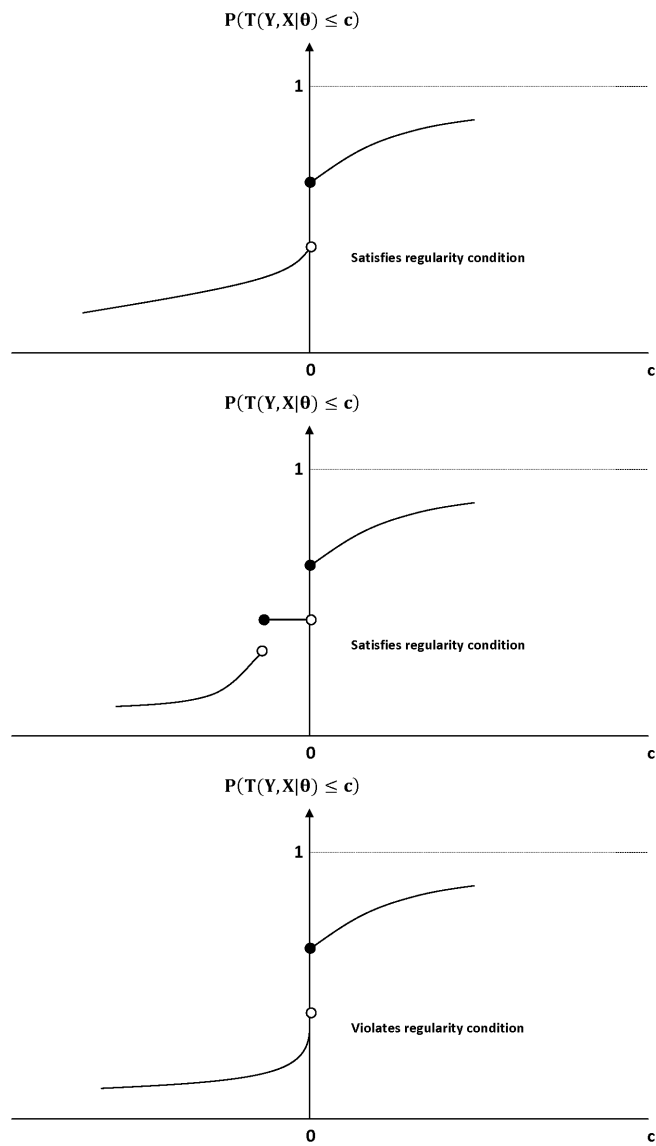 P(T(Y,X|θ) ≤ c)
1
Satisfies regularity condition
0
c
P(T(Y,X|θ) ≤ c)
1
Satisfies regularity condition
0
c
P(T(Y,X|θ) ≤ c)
1
Violates regularity condition
0
c